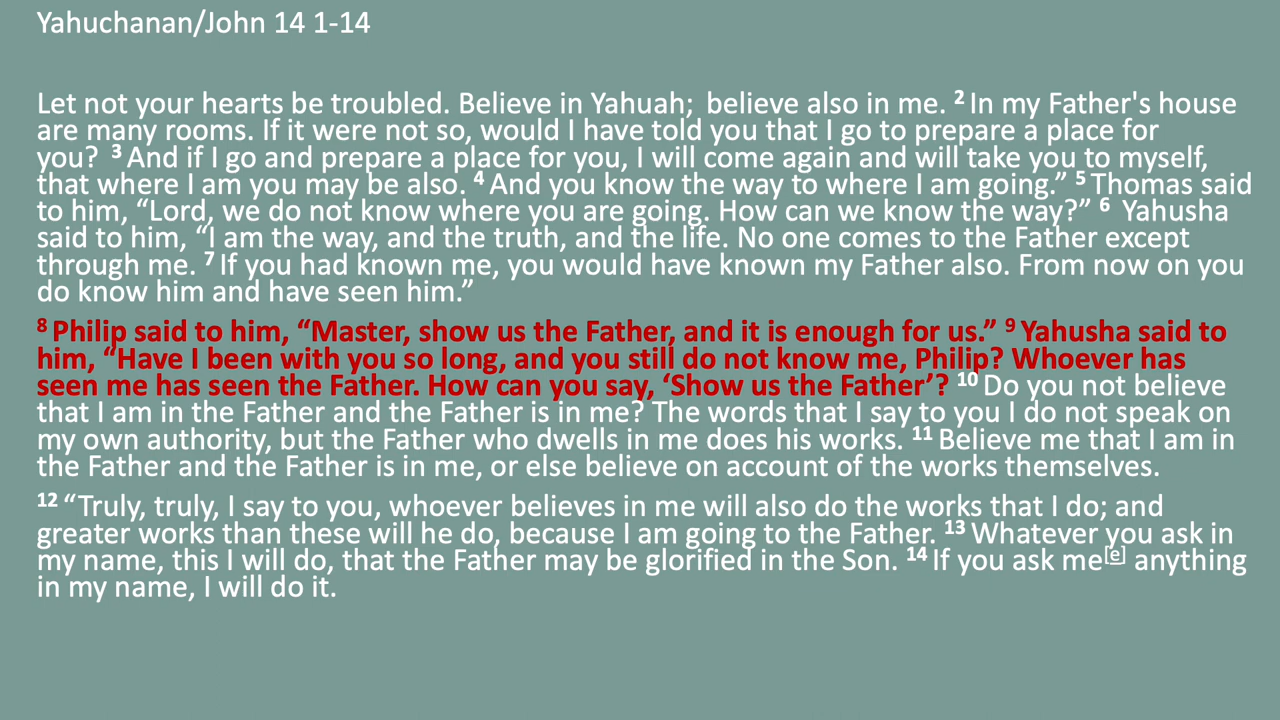 Yahuchanan/John 14 1-14
Let not your hearts be troubled. Believe in Yahuah;  believe also in me. 2 In my Father's house
are many rooms. If it were not so, would I have told you that I go to prepare a place for
you?  3 And if I go and prepare a place for you, I will come again and will take you to myself,
that where I am you may be also. 4 And you know the way to where I am going.” 5 Thomas said
to him, “Lord, we do not know where you are going. How can we know the way?” 6  Yahusha
said to him, “I am the way, and the truth, and the life. No one comes to the Father except
through me. 7 If you had known me, you would have known my Father also. From now on you
do know him and have seen him.”
8 Philip said to him, “Master, show us the Father, and it is enough for us.” 9 Yahusha said to
him, “Have I been with you so long, and you still do not know me, Philip? Whoever has
seen me has seen the Father. How can you say, ‘Show us the Father’? 10 Do you not believe
that I am in the Father and the Father is in me? The words that I say to you I do not speak on
my own authority, but the Father who dwells in me does his works. 11 Believe me that I am in
the Father and the Father is in me, or else believe on account of the works themselves.
12 “Truly, truly, I say to you, whoever believes in me will also do the works that I do; and
greater works than these will he do, because I am going to the Father. 13 Whatever you ask in
my name, this I will do, that the Father may be glorified in the Son. 14 If you ask me[e] anything
in my name, I will do it.